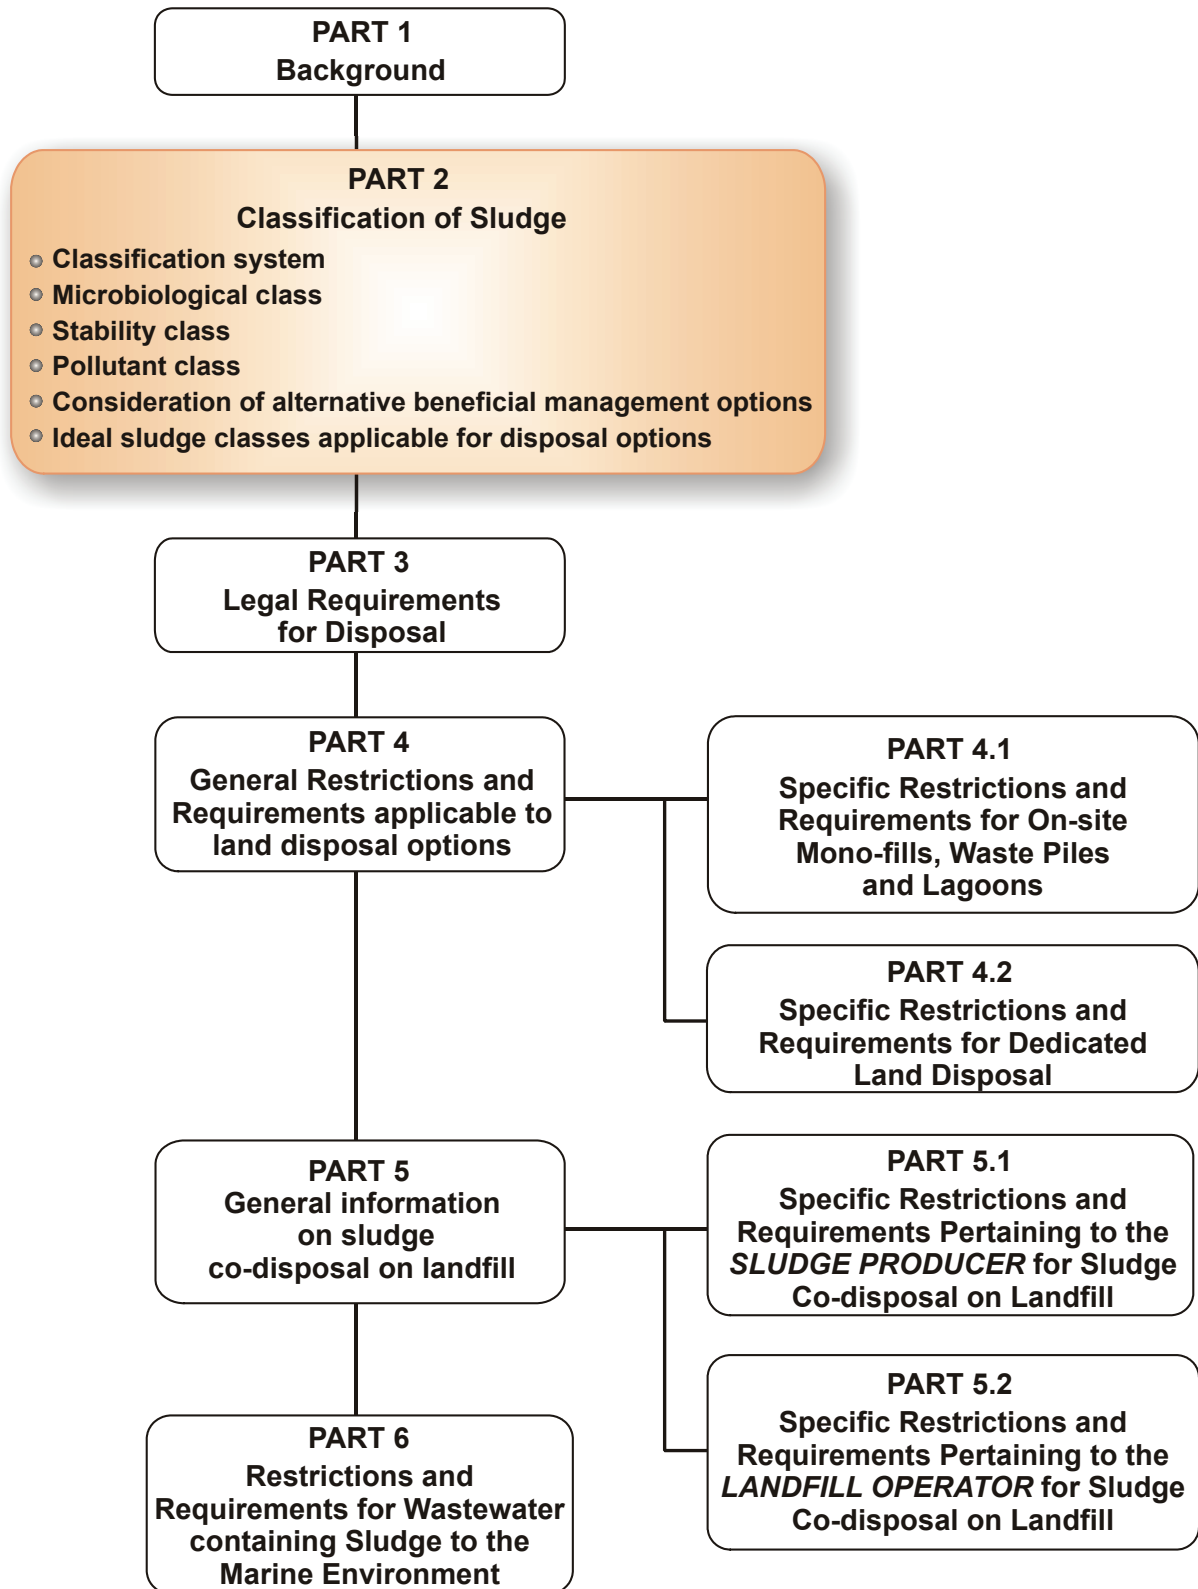 PART 1
Background
PART 2
Classification of Sludge
Classification system
Microbiological class
Stability class
Pollutant class
Consideration of alternative beneficial management options
Ideal sludge classes applicable for disposal options
PART 3
Legal Requirements
for Disposal
PART 4
General Restrictions and
Requirements applicable to
land disposal options
PART 4.1
Specific Restrictions and
Requirements for On-site
Mono-fills, Waste Piles
and Lagoons
PART 4.2
Specific Restrictions and
Requirements for Dedicated
Land Disposal
PART 5
General information
on sludge
co-disposal on landfill
PART 5.1
Specific Restrictions and
Requirements Pertaining to the
SLUDGE PRODUCER for Sludge
Co-disposal on Landfill
PART 5.2
Specific Restrictions and
Requirements Pertaining to the
LANDFILL OPERATOR for Sludge
Co-disposal on Landfill
PART 6
Restrictions and
Requirements for Wastewater
containing Sludge to the
Marine Environment